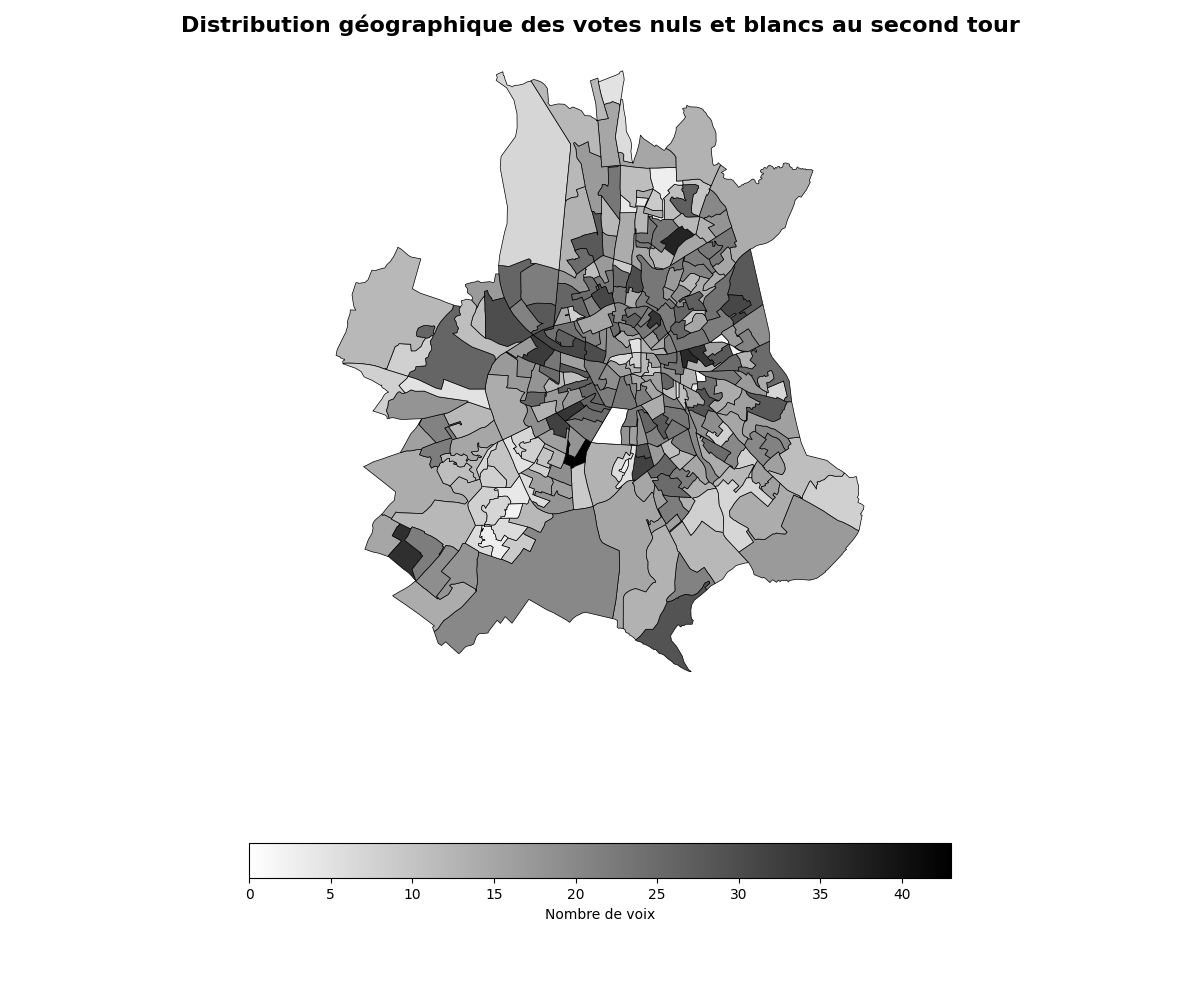 Distribution géographique des votes nuls et blancs au second tour
0 5 10 15 20 25 30 35 40
Nombre de voix